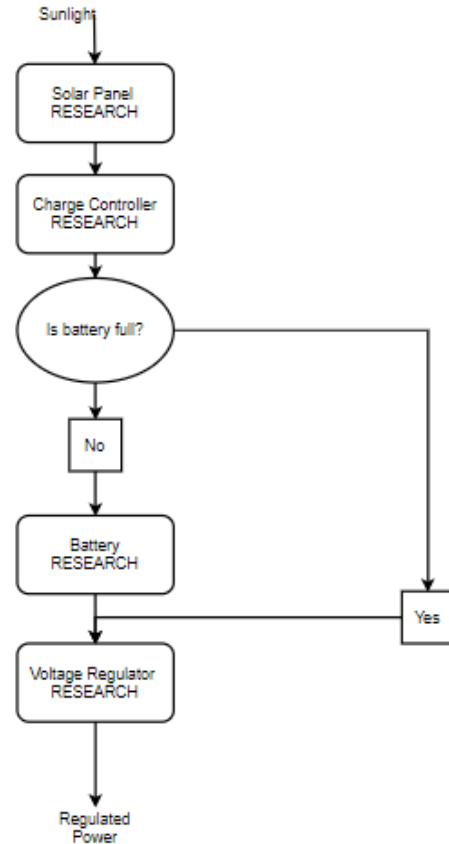 Sunlight
Solar Panel
RESEARCH
Charge Controller
RESEARCH
Is battery full?
No
Battery
RESEARCH
Yes
Voltage Regulator
RESEARCH
Regulated
Power